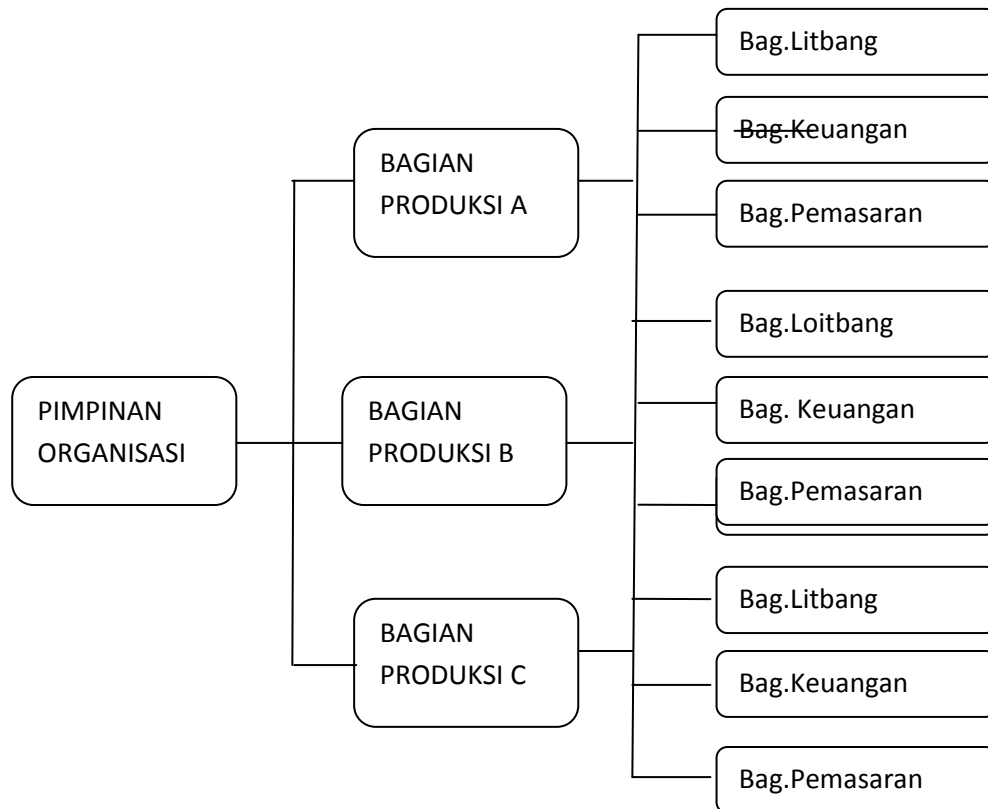 Bag.Litbang
Bag.Keuangan
BAGIAN
PRODUKSI A
Bag.Pemasaran
Bag.Loitbang
PIMPINAN
ORGANISASI
BAGIAN
PRODUKSI B
Bag. Keuangan
Bag.Pemasaran
Bag.Litbang
BAGIAN
PRODUKSI C
Bag.Keuangan
Bag.Pemasaran